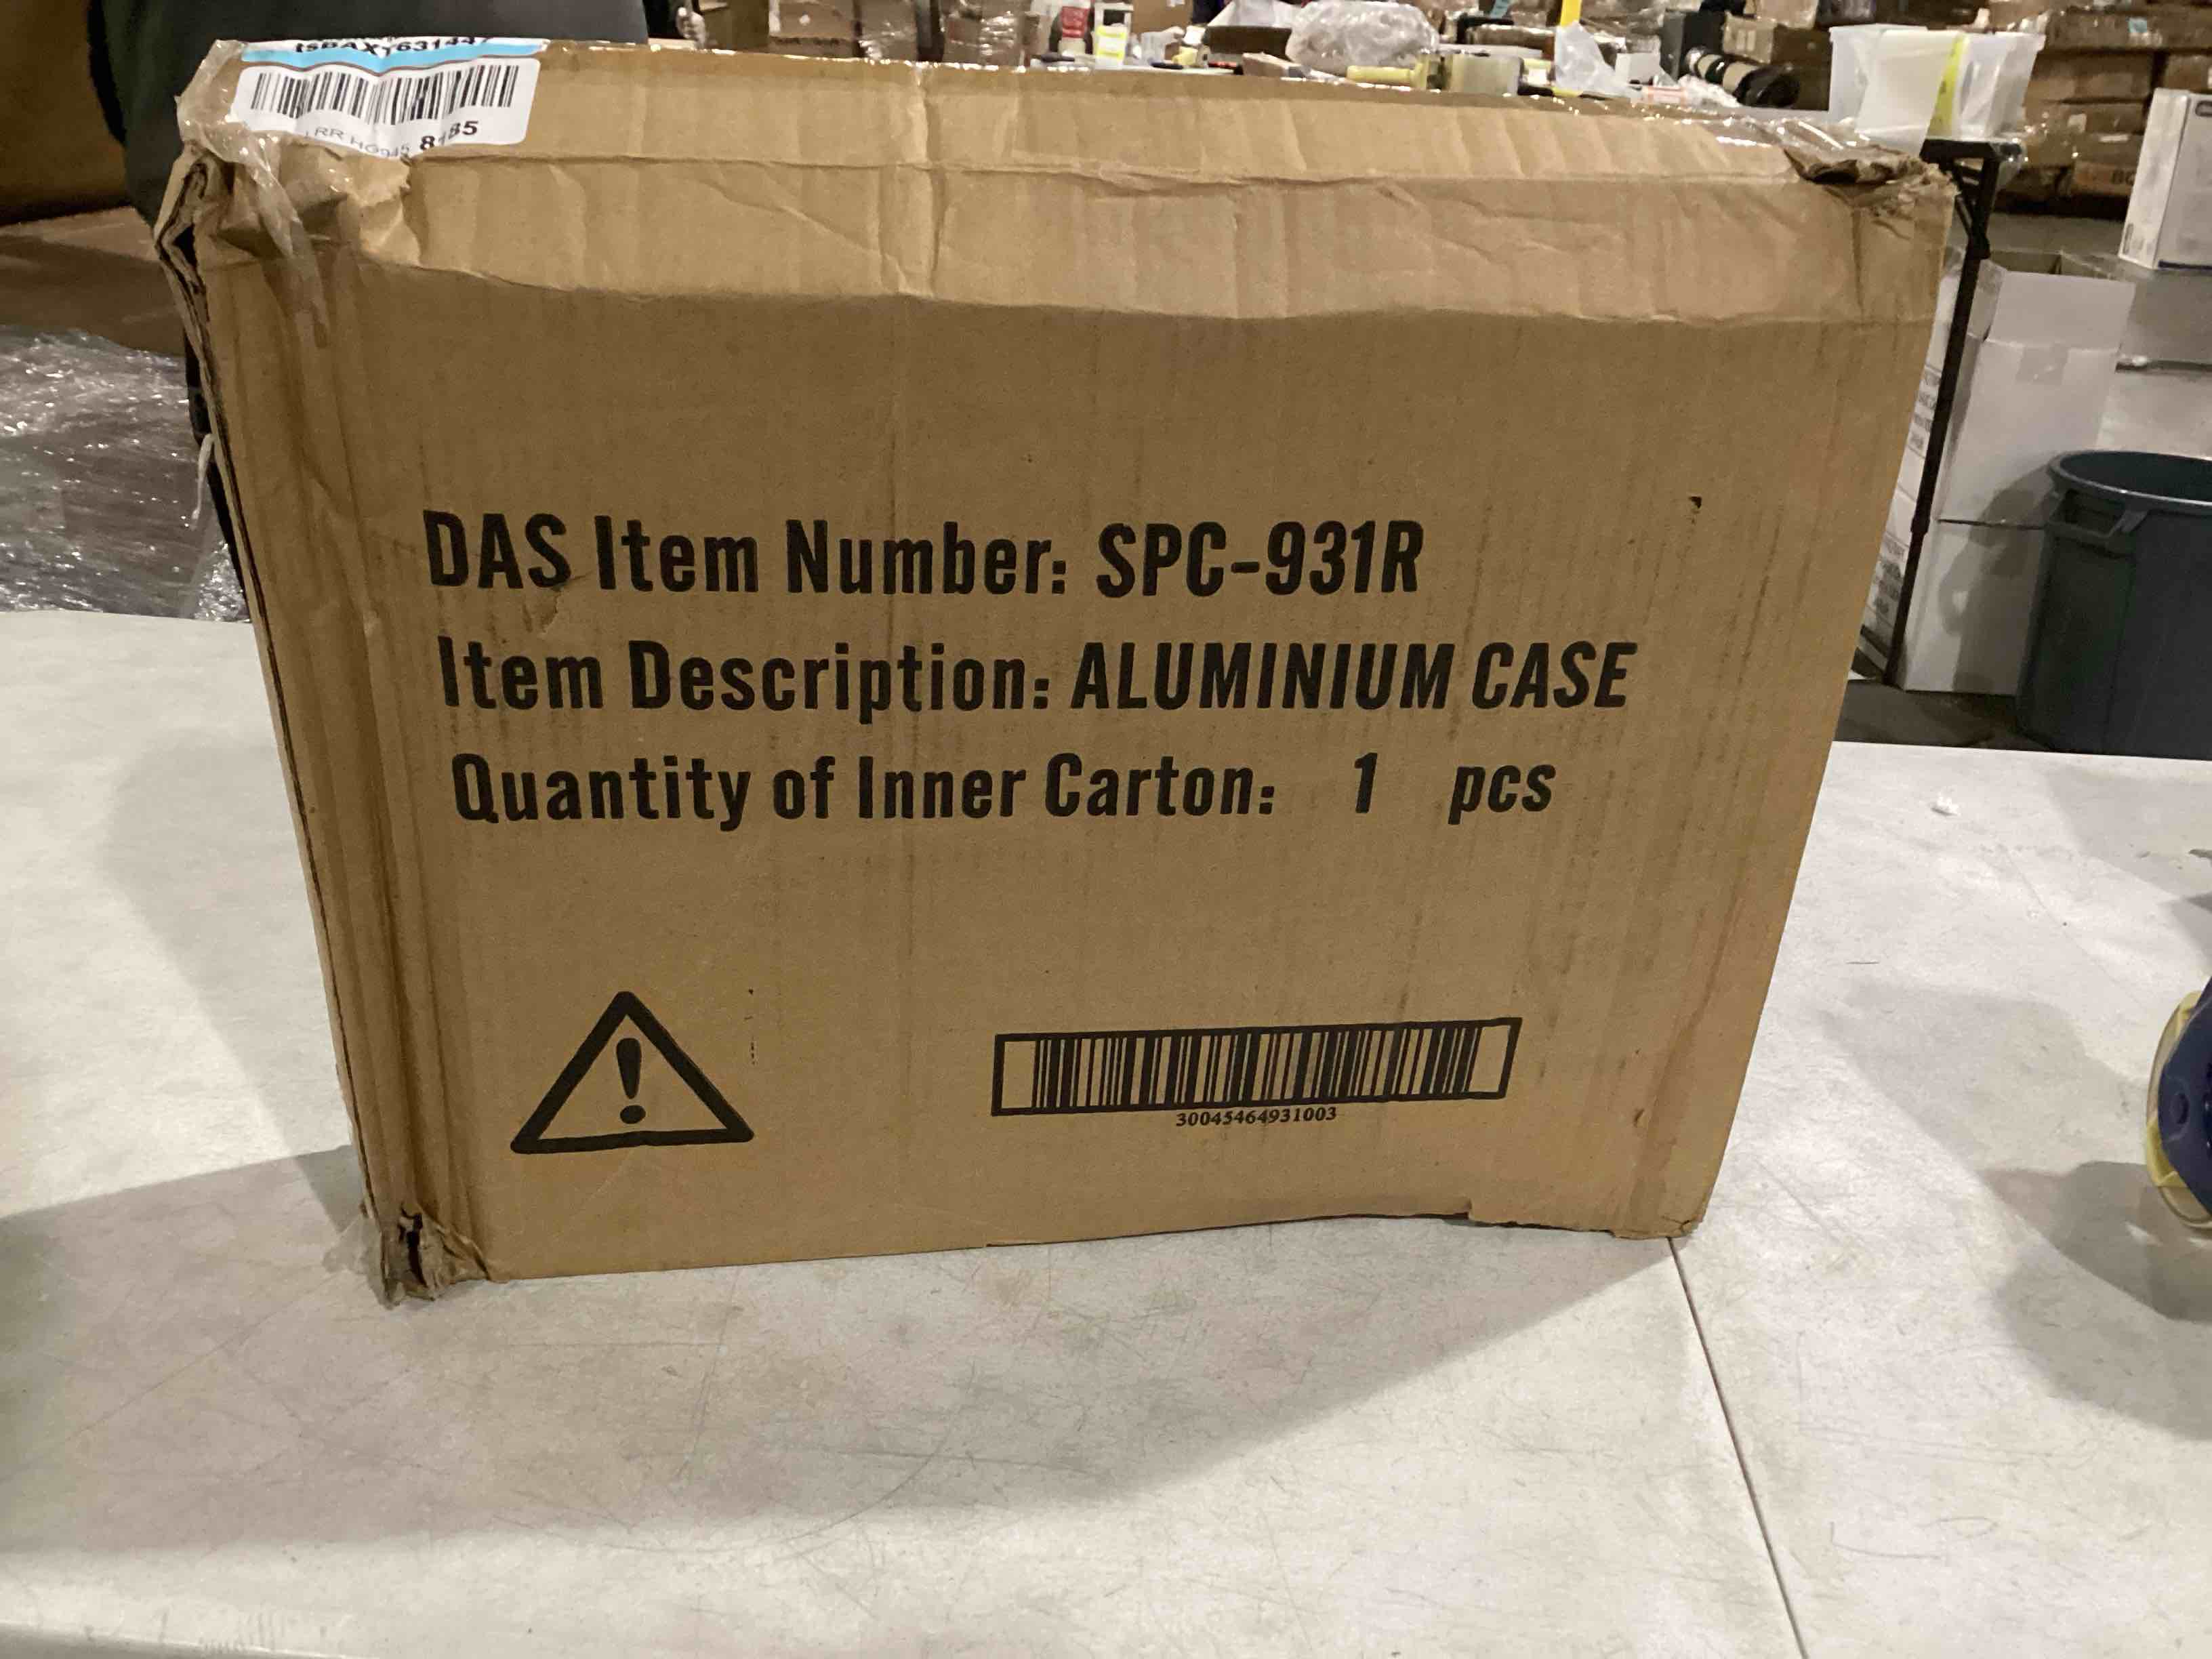 DAS Item Number: SPC-931R
Item Description: ALUMINIUM CASE
Quantity of Inner Carton: 1 pcs
30045464931003